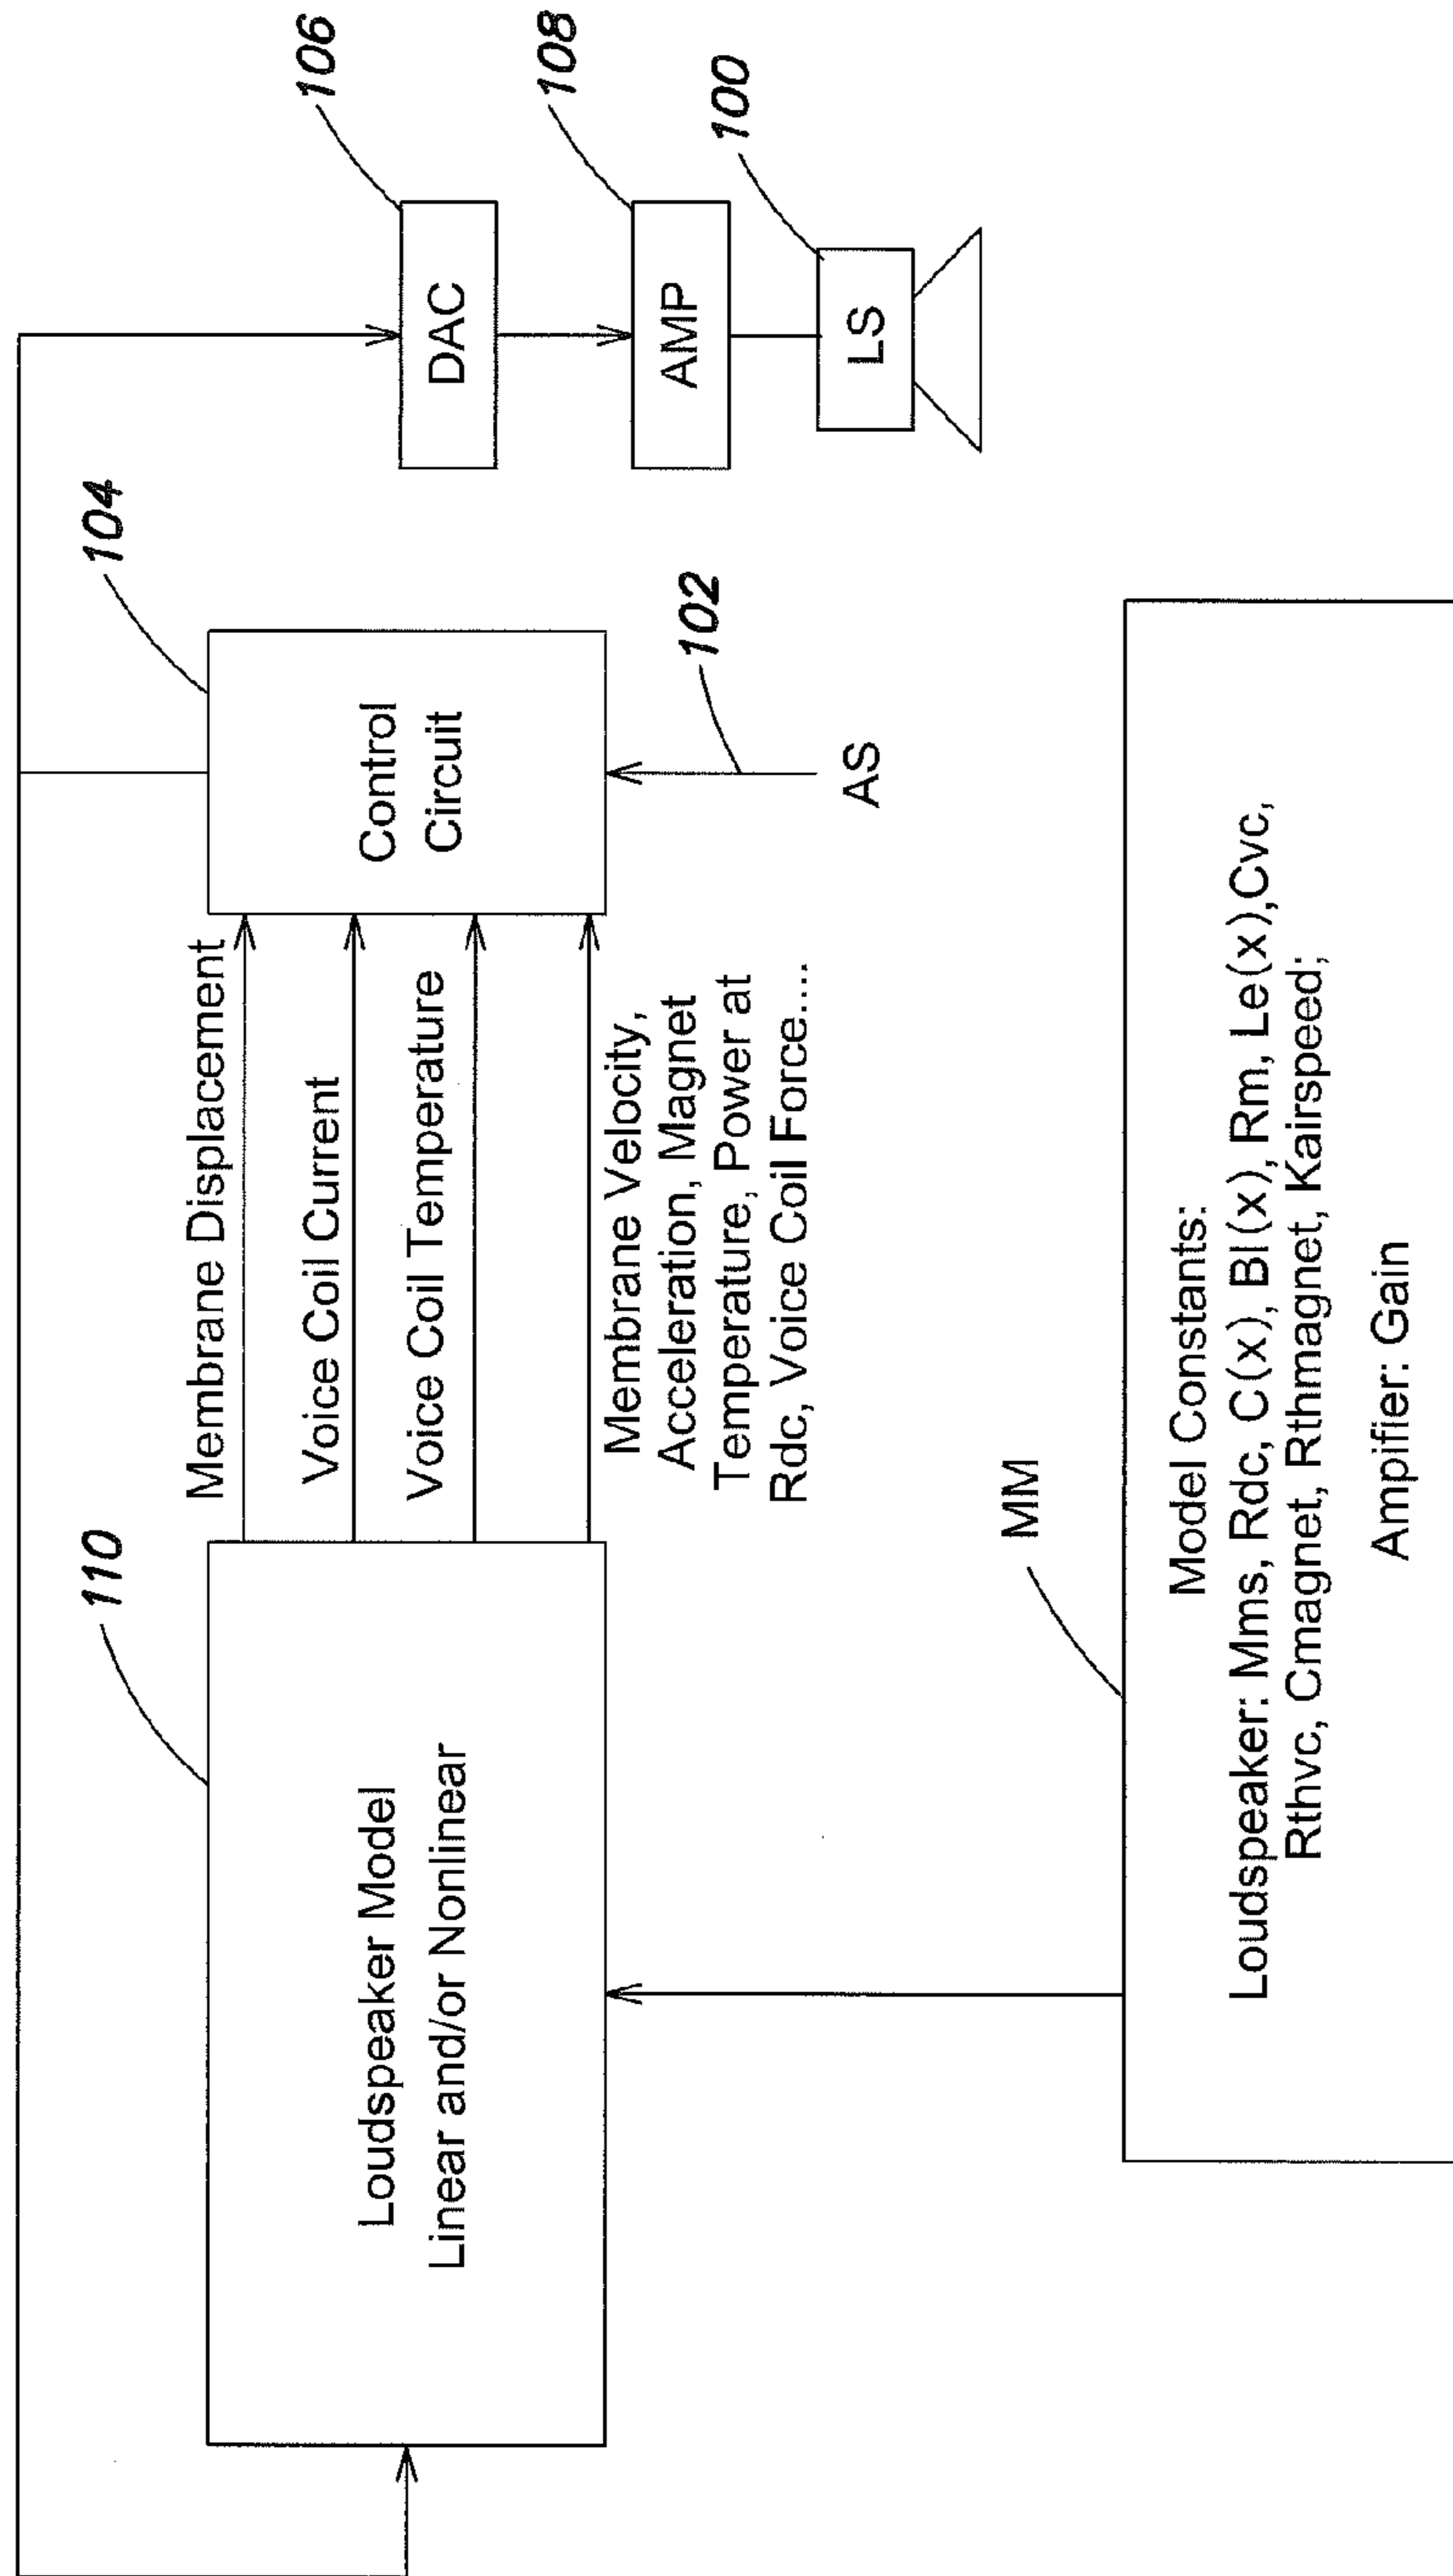 110
Loudspeaker Model
Linear and/or Nonlinear
Membrane Displacement
Voice Coil Current
Voice Coil Temperature
Membrane Velocity,
Acceleration, Magnet
Temperature, Power at
Rdc, Voice Coil Force....
104
Control
Circuit
102
AS
106
DAC
108
AMP
100
LS
MM
Model Constants:
Loudspeaker: Mms, Rdc, C(x), Bl(x), Rm, Le(x),Cvc,
Rthvc, Cmagnet, Rthmagnet, Kairspeed;
Ampifier: Gain